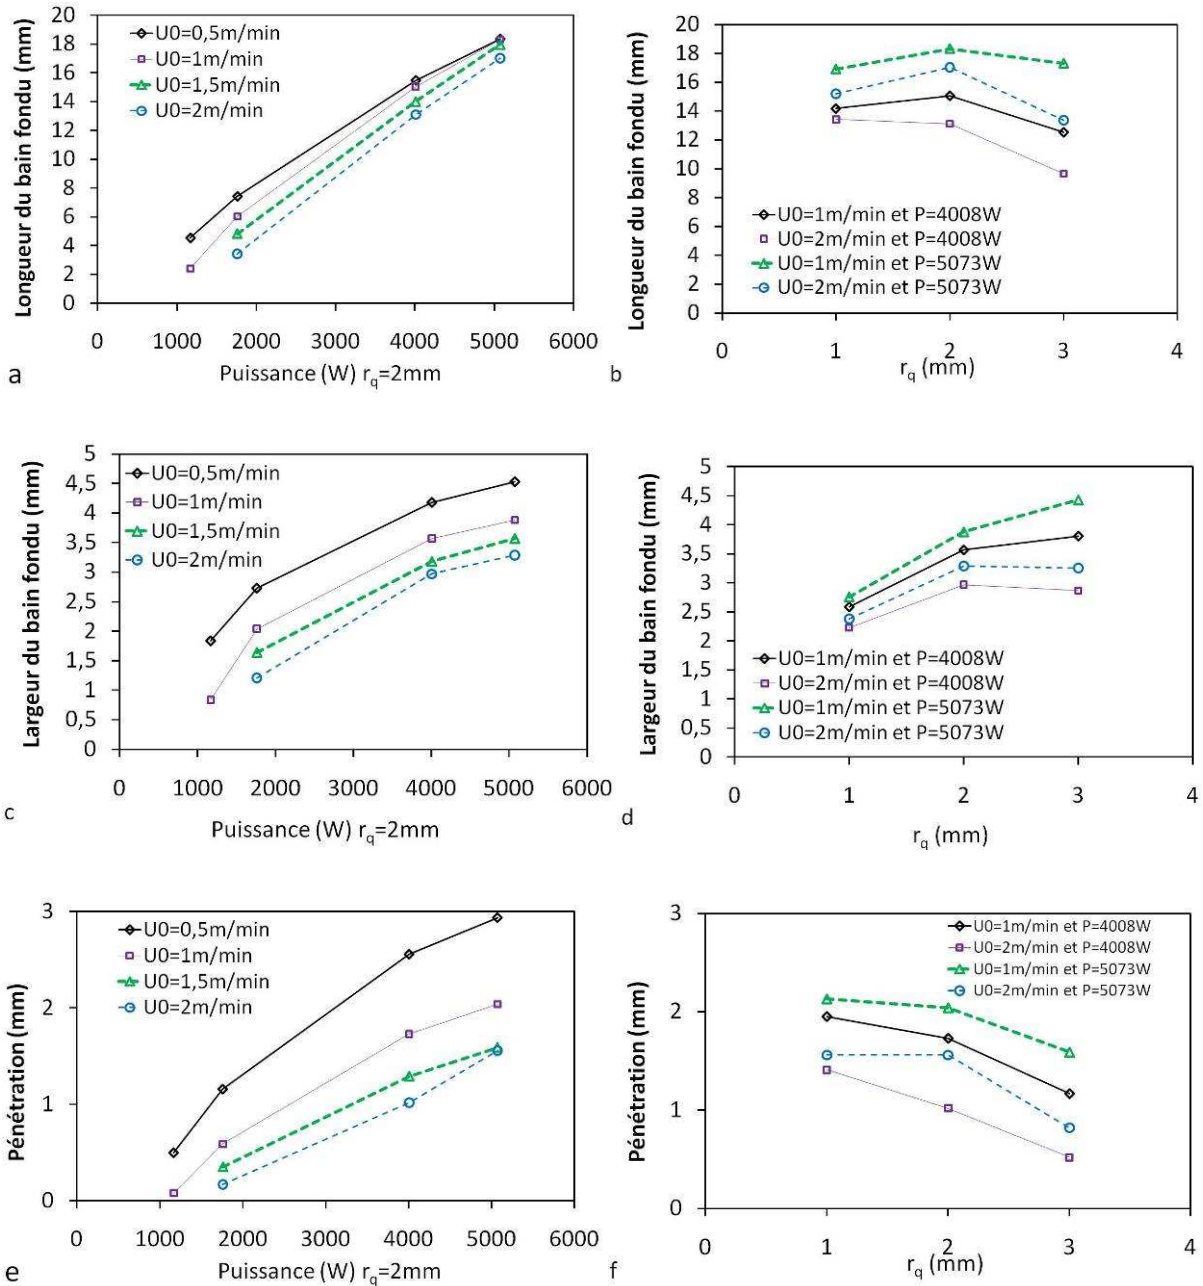 Longueur du bain fondu (mm)
20
18
16
14
12
10
8
6
4
2
0
U0=0,5m/min
U0=1m/min
U0=1,5m/min
U0=2m/min
0 1000 2000 3000 4000 5000 6000
Puissance (W) rq=2mm
a
Longueur du bain fondu (mm)
20
18
16
14
12
10
8
6
4
2
0
U0=1m/min et P=4008W
U0=2m/min et P=4008W
U0=1m/min et P=5073W
U0=2m/min et P=5073W
0 1 2 3 4
rq (mm)
b
Largeur du bain fondu (mm)
5
4,5
4
3,5
3
2,5
2
1,5
1
0,5
0
U0=0,5m/min
U0=1m/min
U0=1,5m/min
U0=2m/min
0 1000 2000 3000 4000 5000 6000
Puissance (W) rq=2mm
c
Largeur du bain fondu (mm)
5
4,5
4
3,5
3
2,5
2
1,5
1
0,5
0
U0=1m/min et P=4008W
U0=2m/min et P=4008W
U0=1m/min et P=5073W
U0=2m/min et P=5073W
0 1 2 3 4
rq (mm)
d
Pénétration (mm)
3
2
1
0
U0=0,5m/min
U0=1m/min
U0=1,5m/min
U0=2m/min
0 1000 2000 3000 4000 5000 6000
Puissance (W) rq=2mm
e
Pénétration (mm)
3
2
1
0
U0=1m/min et P=4008W
U0=2m/min et P=4008W
U0=1m/min et P=5073W
U0=2m/min et P=5073W
0 1 2 3 4
rq (mm)
f